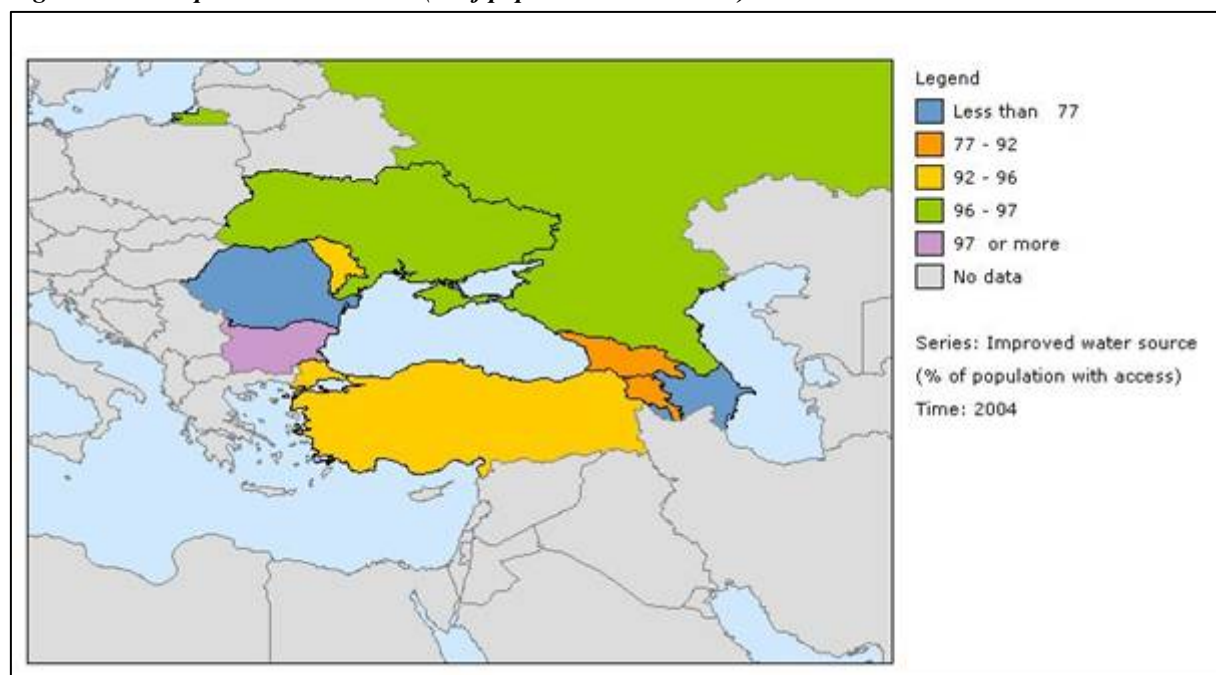 Legend
Less than 77
77 - 92
92 - 96
96 - 97
97 or more
No data
Series: Improved water source
(% of population with access)
Time: 2004